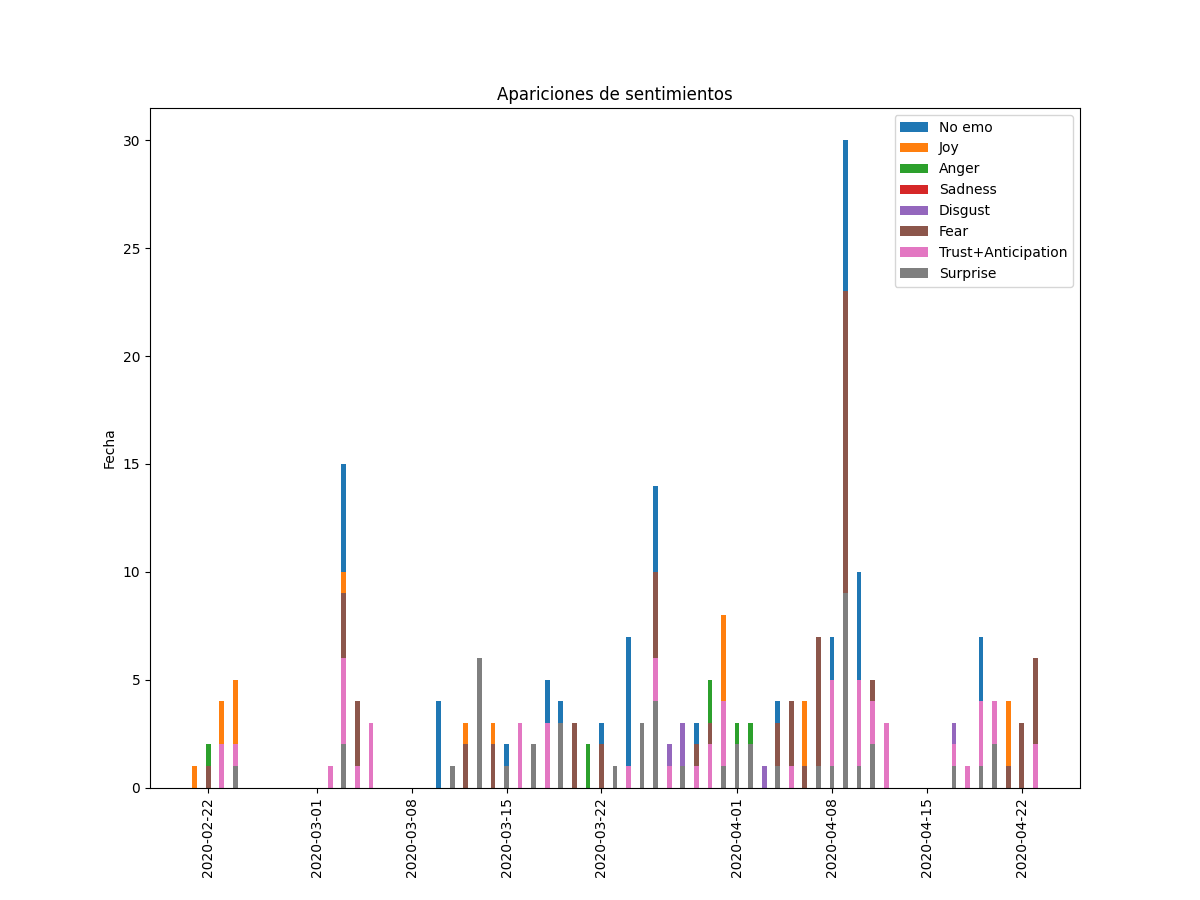 Apariciones de sentimientos
No emo
Joy
Anger
Sadness
Disgust
Fear
Trust+Anticipation
Surprise
Fecha
30
25
20
15
10
5
0
2020-02-22
2020-03-01
2020-03-08
2020-03-15
2020-03-22
2020-04-01
2020-04-08
2020-04-15
2020-04-22